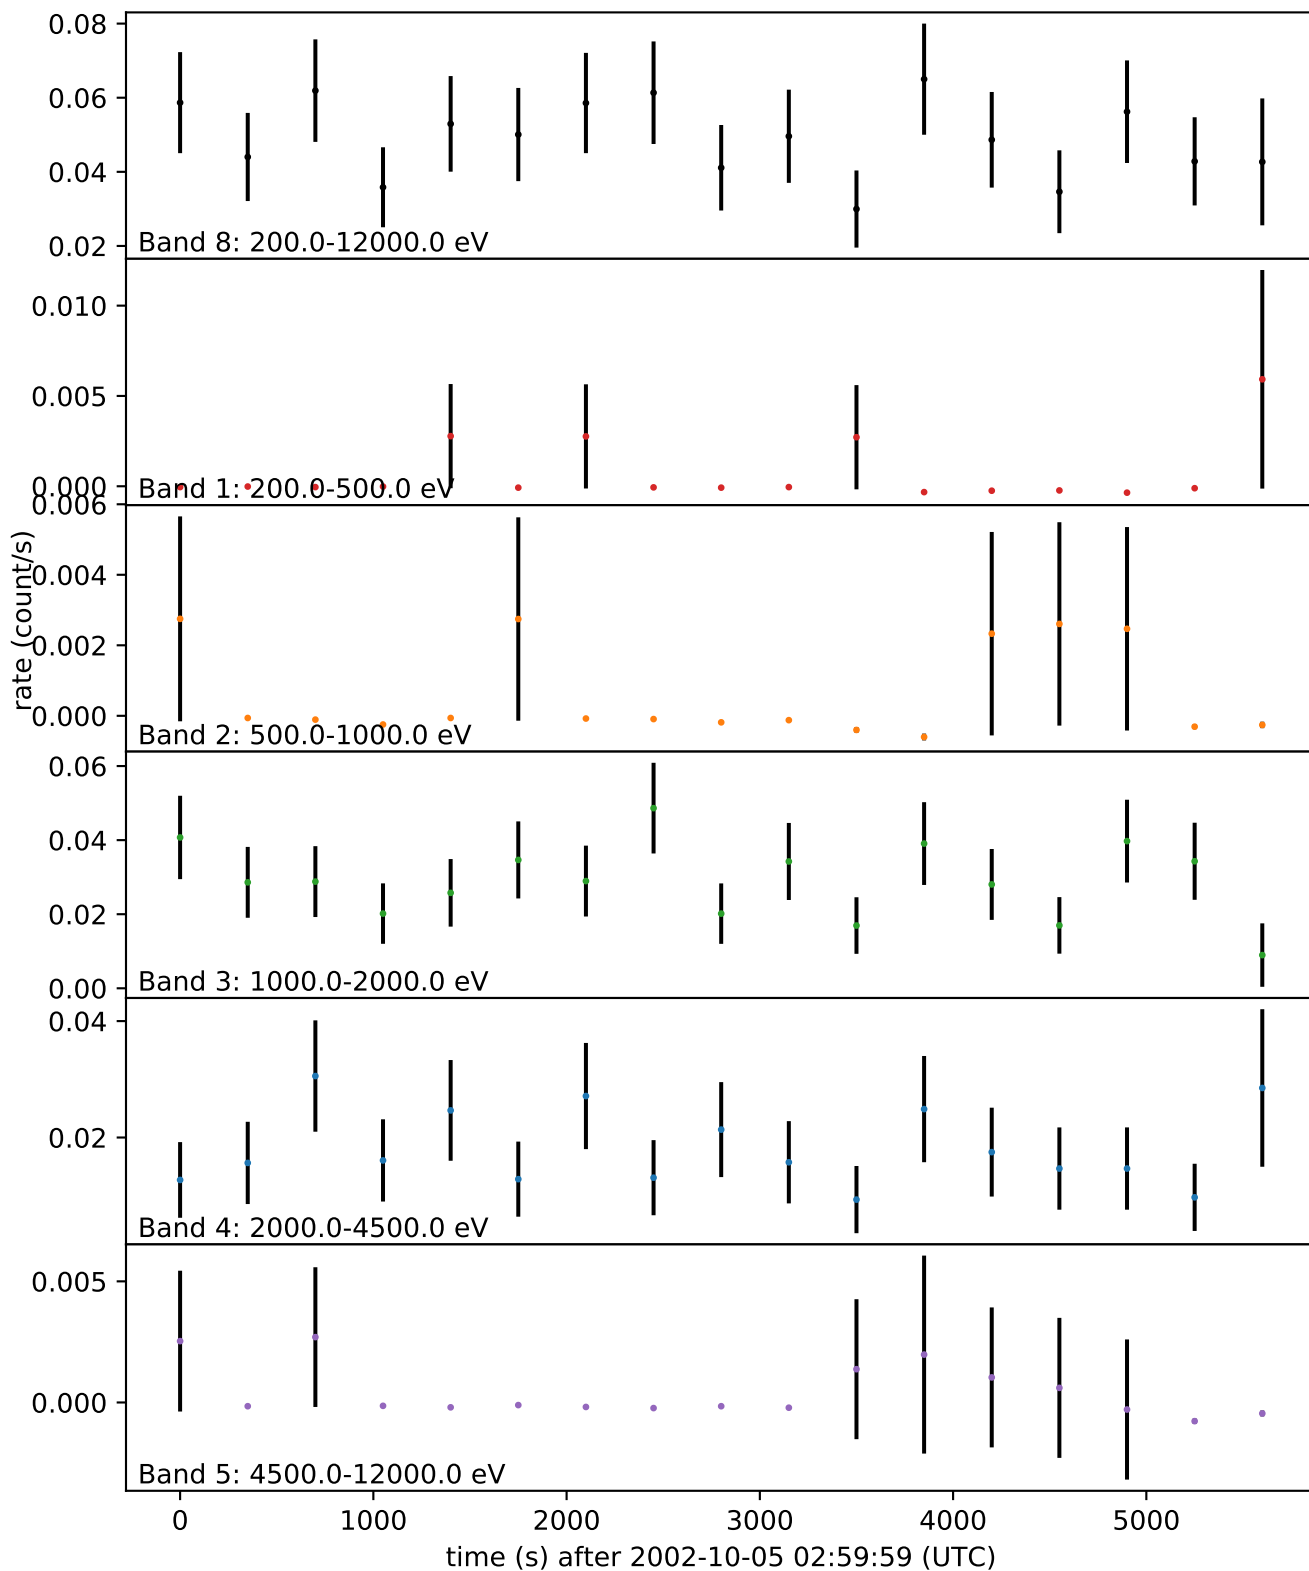 0.08
0.06
0.04
0.02
Band 8: 200.0-12000.0 eV
0.010
0.005
0.000
Band 1: 200.0-500.0 eV
0.006
0.004
0.002
0.000
Band 2: 500.0-1000.0 eV
rate (count/s)
0.06
0.04
0.02
0.00
Band 3: 1000.0-2000.0 eV
0.04
0.02
Band 4: 2000.0-4500.0 eV
0.005
0.000
Band 5: 4500.0-12000.0 eV
0 1000 2000 3000 4000 5000
time (s) after 2002-10-05 02:59:59 (UTC)